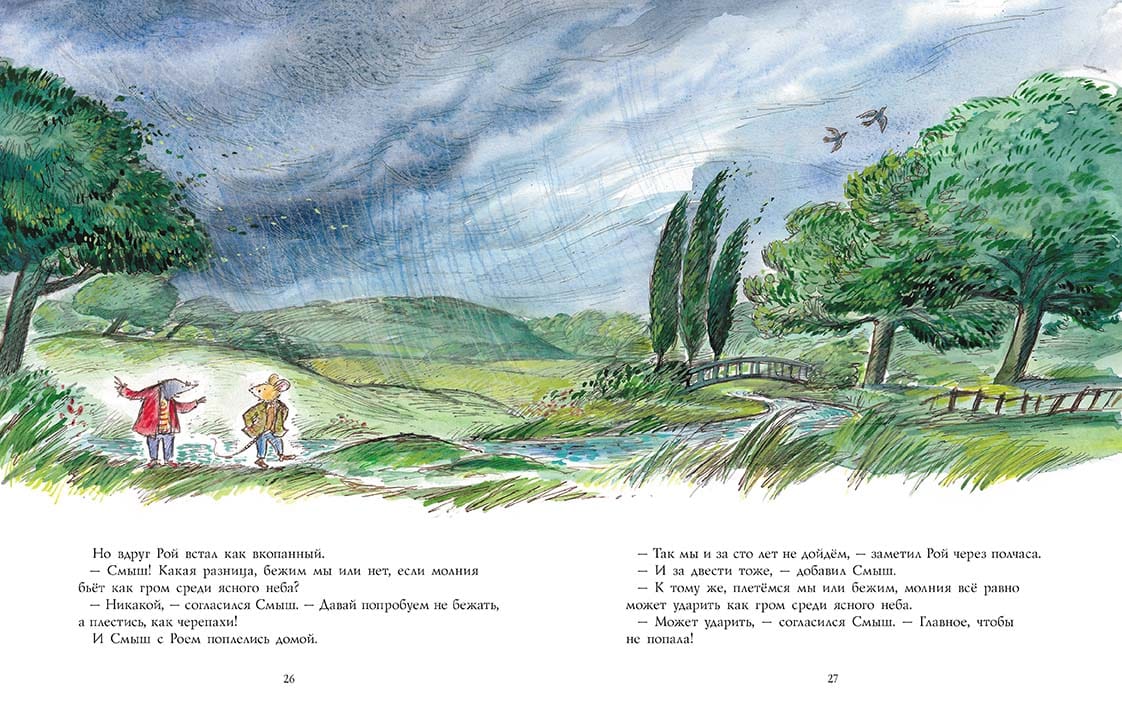 Но вдруг Рой встал как вкопанный.
— Смыш! Какая разница, бежим мы или нет, если молния
бьёт как гром среди ясного неба?
— Никакой, — согласился Смыш. — Давай попробуем не бежать,
а плестись, как черепахи!
И Смыш с Роем поплелись домой.
26
— Так мы и за сто лет не дойдём, — заметил Рой через полчаса.
— И за двести тоже, — добавил Смыш.
— К тому же, плетёмся мы или бежим, молния всё равно
может ударить как гром среди ясного неба.
— Может ударить, — согласился Смыш. — Главное, чтобы
не попала!
27